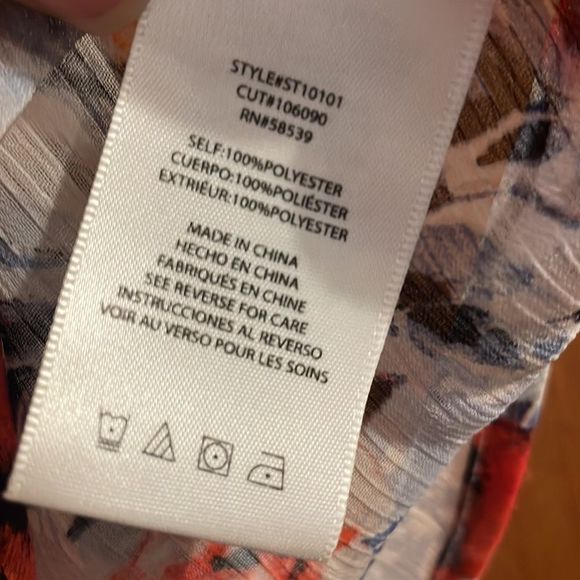 STYLE#ST10101
CUT#106090
RN#58539
SELF:100%POLYESTER
CUERPO:100%POLIÉSTER
EXTRIEUR:100%POLYESTER
MADE IN CHINA
HECHO EN CHINA
FABRIQUÉS EN CHINE
SEE REVERSE FOR CARE
INSTRUCCIONES AL REVERSO
VOIR AU VERSO POUR LES SOINS